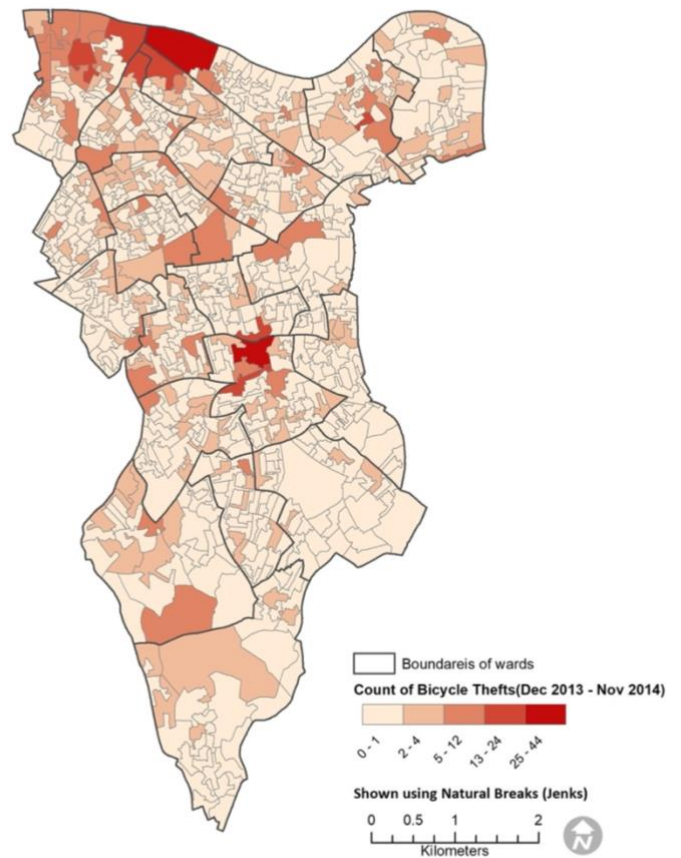 Boundareis of wards
Count of Bicycle Thefts(Dec 2013 - Nov 2014)
0 - 1
2 - 4
5 - 12
13 - 24
25 - 44
Shown using Natural Breaks (Jenks)
0 0.5 1 2
Kilometers
N